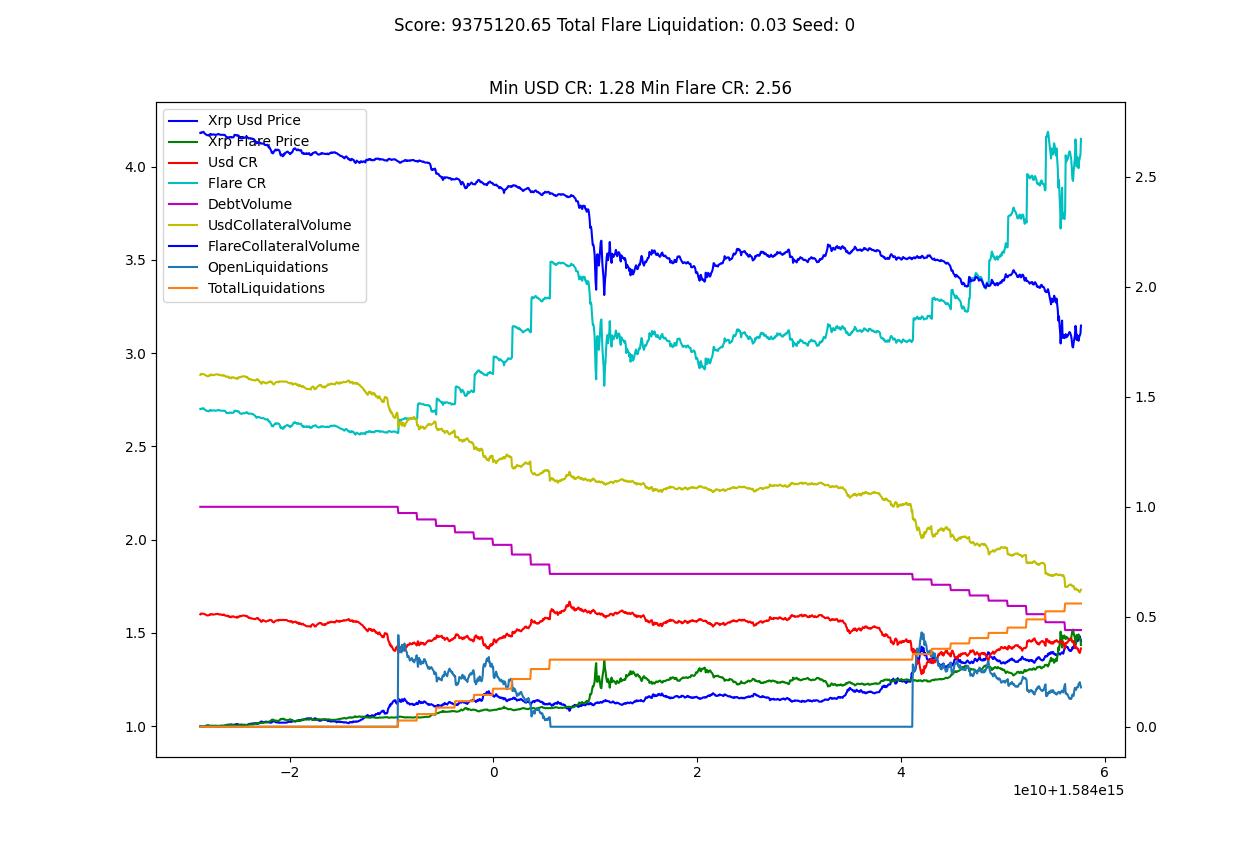 Score: 9375120.65 Total Flare Liquidation: 0.03 Seed: 0
Min USD CR: 1.28 Min Flare CR: 2.56
Xrp Usd Price
Xrp Flare Price
Usd CR
Flare CR
DebtVolume
UsdCollateralVolume
FlareCollateralVolume
OpenLiquidations
TotalLiquidations
4.0
3.5
3.0
2.5
2.0
1.5
1.0
2.5
2.0
1.5
1.0
0.5
0.0
−2 0 2 4 6
1e10+1.584e15